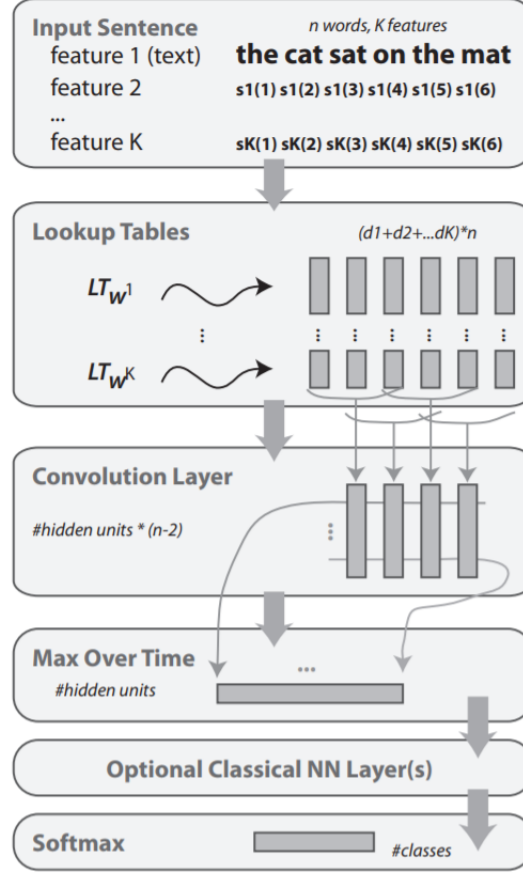 Input Sentence
n words, K features
feature 1 (text) the cat sat on the mat
feature 2 s1(1) s1(2) s1(3) s1(4) s1(5) s1(6)
...
feature K sK(1) sK(2) sK(3) sK(4) sK(5) sK(6)
Lookup Tables
(d1+d2+...dK)*n
LTw1
...
LTwK
Convolution Layer
#hidden units * (n-2)
...
Max Over Time
...
#hidden units
Optional Classical NN Layer(s)
Softmax
#classes